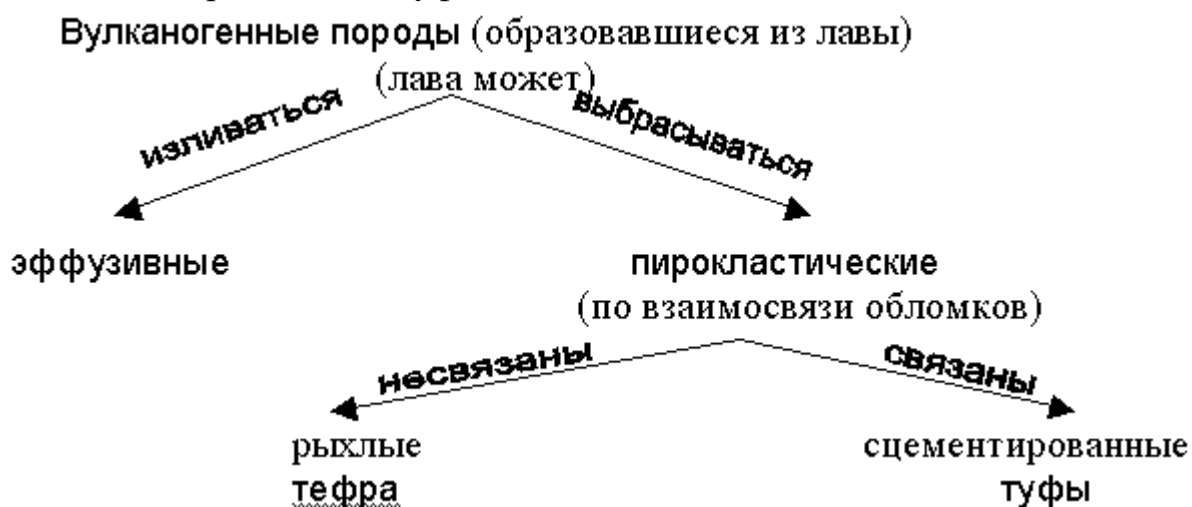 Вулканогенные породы (образовавшиеся из лавы)
(лава может)
изливаться выбрасываться
эффузивные пирокластические
(по взаимосвязи обломков)
несвязаны связаны
рыхлые сцементированные
тефра туфы